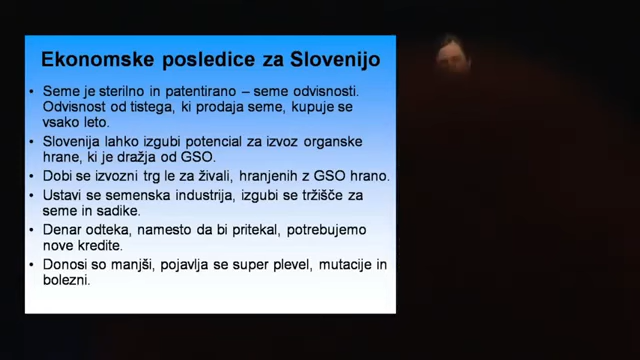 Ekonomske posledice za Slovenijo
• Seme je sterilno in patentirano – seme odvisnosti.
Odvisnost od tistega, ki prodaja seme, kupuje se
vsako leto.
• Slovenija lahko izgubi potencial za izvoz organske
hrane, ki je dražja od GSO.
• Dobi se izvozni trg le za živali, hranjenih z GSO hrano.
• Ustavi se semenska industrija, izgubi se tržišče za
seme in sadike.
• Denar odteka, namesto da bi pritekal, potrebujemo
nove kredite.
• Donosi so manjši, pojavlja se super plevel, mutacije in
bolezni.